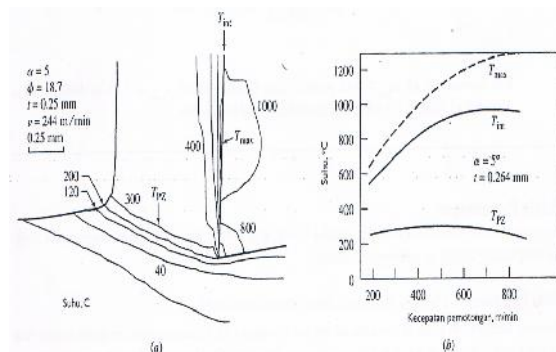 T_int
α = 5
φ = 18.7
t = 0.25 mm
v = 244 m/min
0.25 mm
1000
400
T_max
200
300
120
T_PZ
800
40
Suhu, C
(a)
1200
1000
800
600
400
200
0
Suhu, °C
T_max
T_int
α = 5°
t = 0.264 mm
T_PZ
200 400 600 800
Kecepatan pemotongan, m/min
(b)